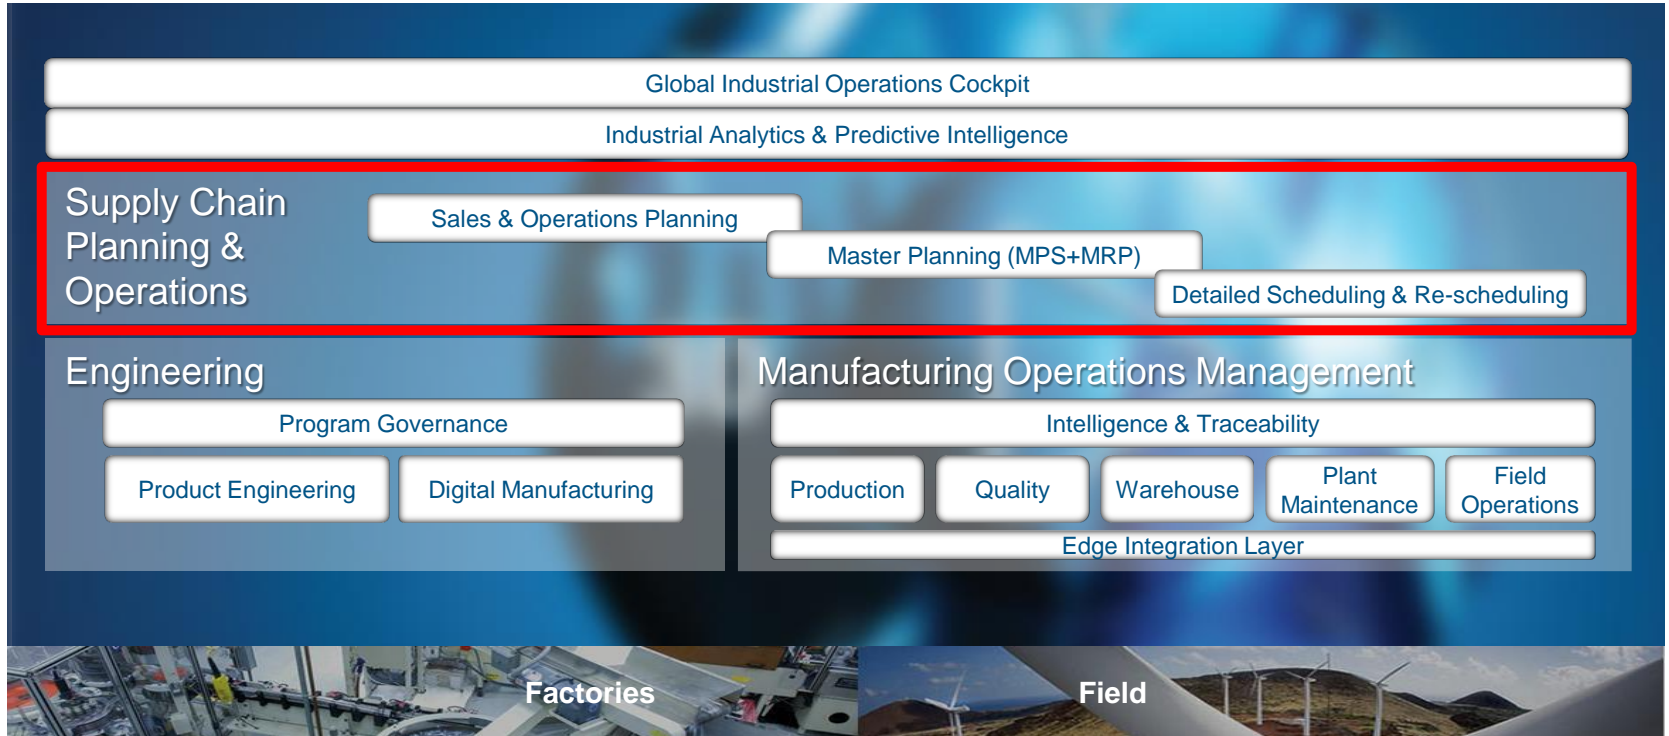 Global Industrial Operations Cockpit
Industrial Analytics & Predictive Intelligence
Supply Chain
Planning &
Operations
Sales & Operations Planning
Master Planning (MPS+MRP)
Detailed Scheduling & Re-scheduling
Engineering
Program Governance
Product Engineering
Digital Manufacturing
Manufacturing Operations Management
Intelligence & Traceability
Production
Quality
Warehouse
Plant
Maintenance
Field
Operations
Edge Integration Layer
Factories
Field